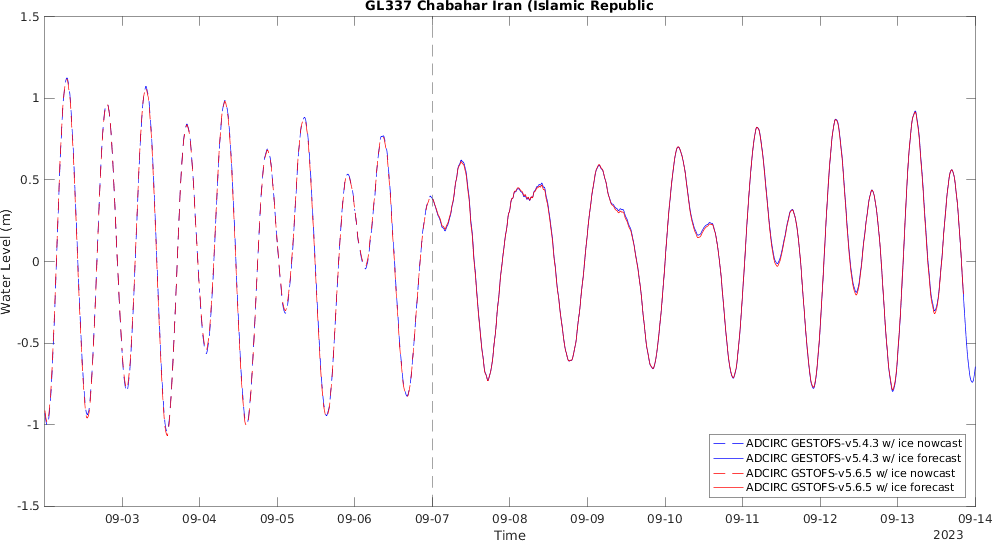 GL337 Chabahar Iran (Islamic Republic
1.5
1
0.5
0
-0.5
-1
-1.5
Water Level (m)
09-03 09-04 09-05 09-06 09-07 09-08 09-09 09-10 09-11 09-12 09-13 09-14
Time
2023
ADCIRC GESTOFS-v5.4.3 w/ ice nowcast
ADCIRC GESTOFS-v5.4.3 w/ ice forecast
ADCIRC GSTOFS-v5.6.5 w/ ice nowcast
ADCIRC GSTOFS-v5.6.5 w/ ice forecast